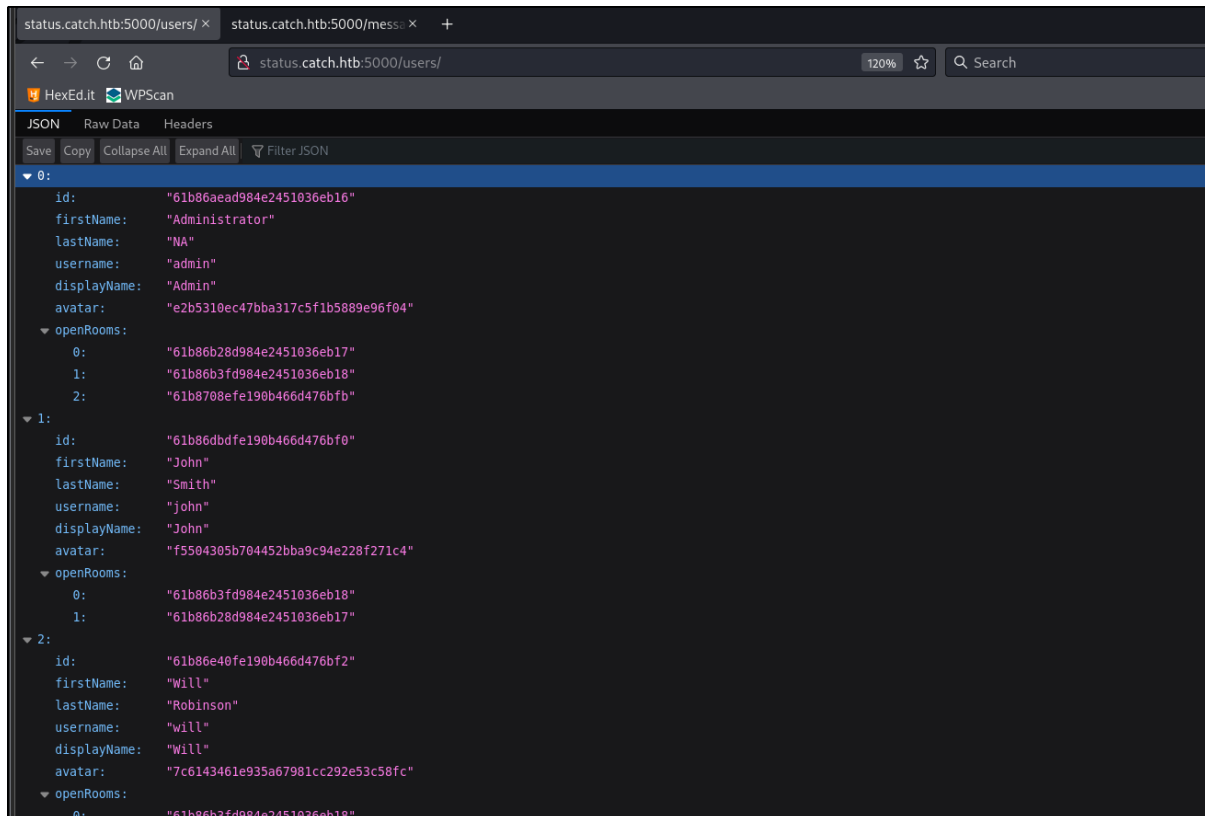 status.catch.htb:5000/users/ × status.catch.htb:5000/messa × +
status.catch.htb:5000/users/ 120% Search
HexEd.it WPScan
JSON Raw Data Headers
Save Copy Collapse All Expand All Filter JSON
0:
id: "61b86aead984e2451036eb16"
firstName: "Administrator"
lastName: "NA"
username: "admin"
displayName: "Admin"
avatar: "e2b5310ec47bba317c5f1b5889e96f04"
openRooms:
0: "61b86b28d984e2451036eb17"
1: "61b86b3fd984e2451036eb18"
2: "61b8708efe190b466d476bfb"
1:
id: "61b86dbdfe190b466d476bf0"
firstName: "John"
lastName: "Smith"
username: "john"
displayName: "John"
avatar: "f5504305b704452bba9c94e228f271c4"
openRooms:
0: "61b86b3fd984e2451036eb18"
1: "61b86b28d984e2451036eb17"
2:
id: "61b86e40fe190b466d476bf2"
firstName: "Will"
lastName: "Robinson"
username: "will"
displayName: "Will"
avatar: "7c6143461e935a67981cc292e53c58fc"
openRooms:
0: "61b86b3fd984e2451036eb18"